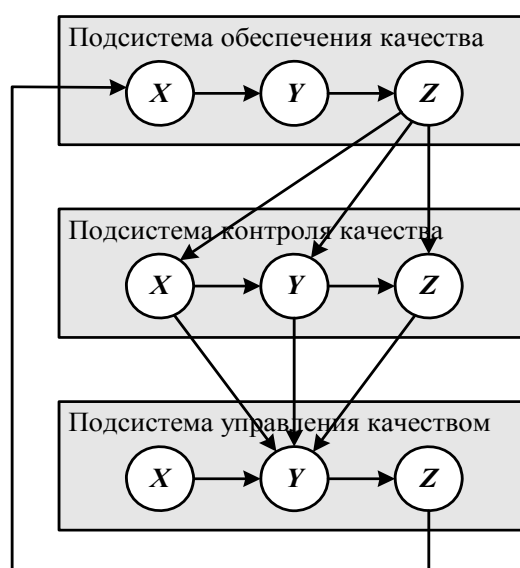 Подсистема обеспечения качества
X Y Z
Подсистема контроля качества
X Y Z
Подсистема управления качеством
X Y Z